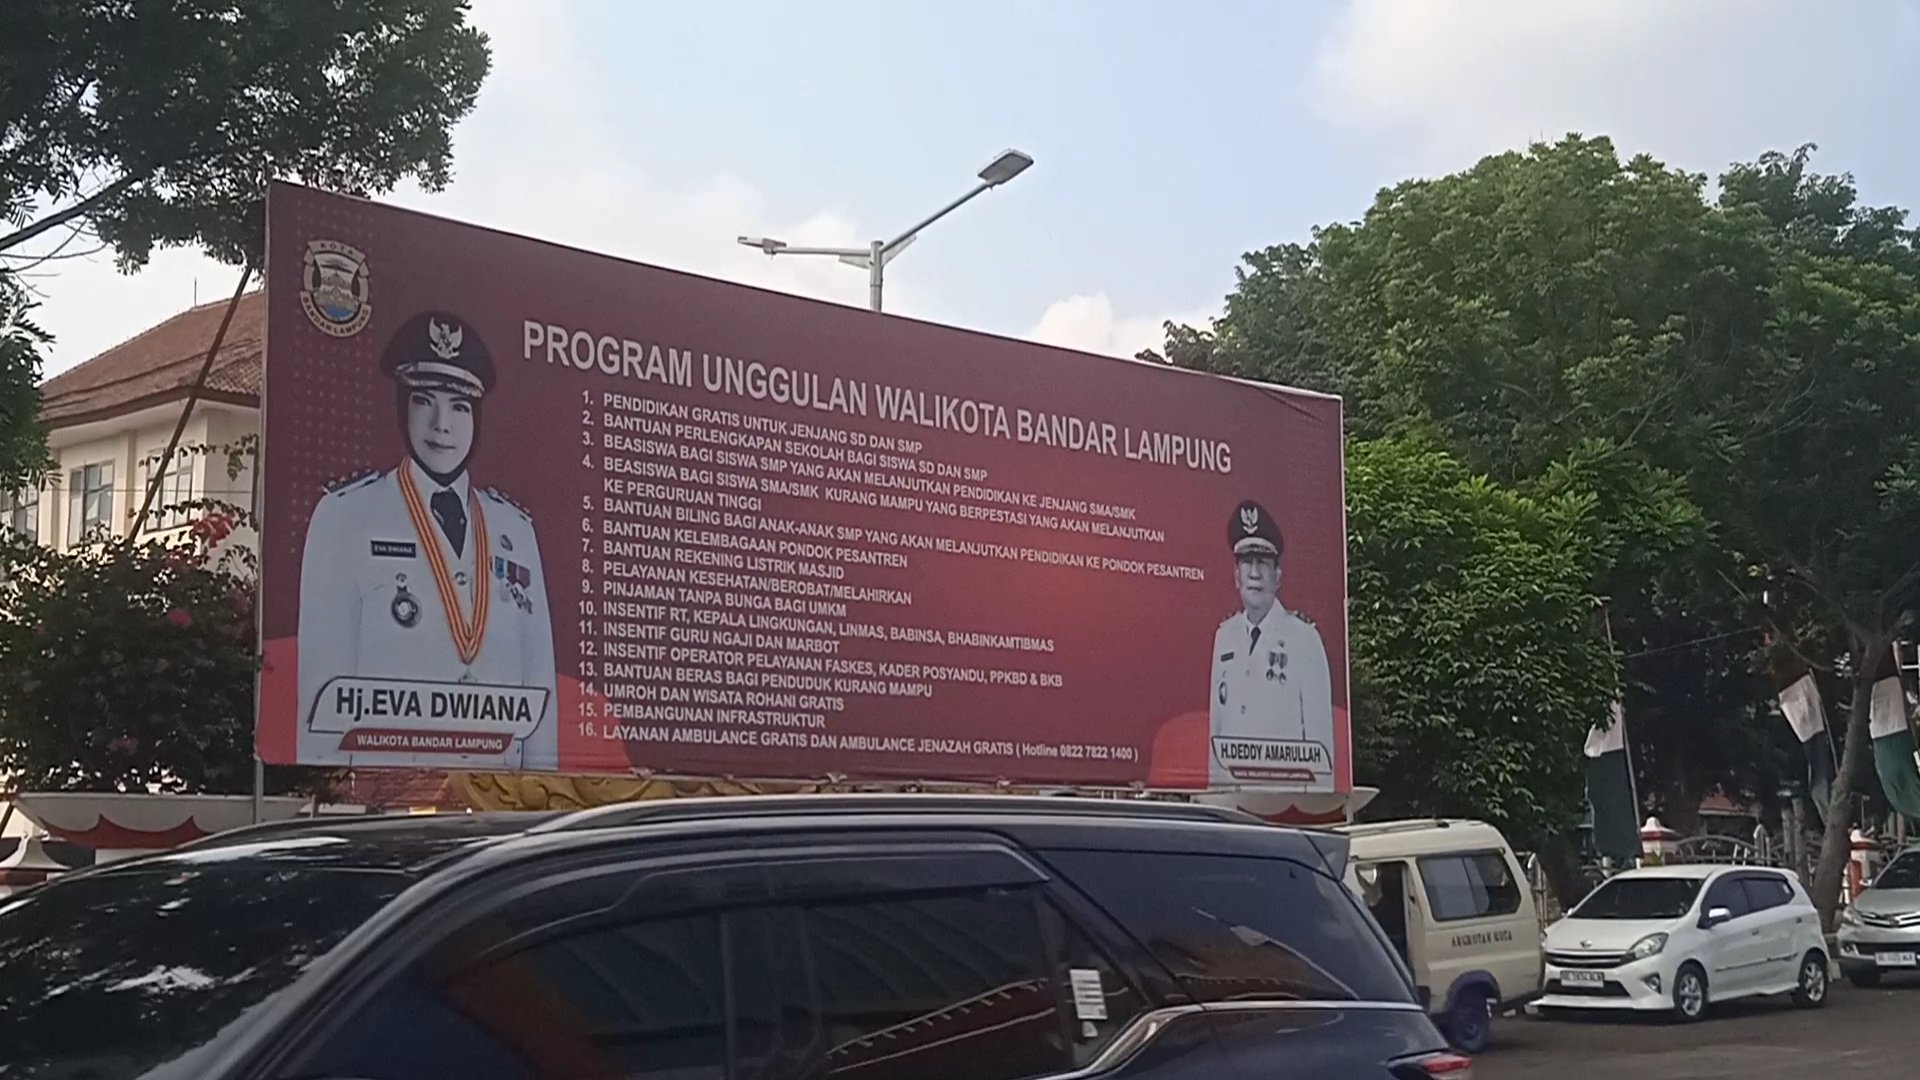 KOTA
BANDAR LAMPUNG
PROGRAM UNGGULAN WALIKOTA BANDAR LAMPUNG
1. PENDIDIKAN GRATIS UNTUK JENJANG SD DAN SMP
2. BANTUAN PERLENGKAPAN SEKOLAH BAGI SISWA SD DAN SMP
3. BEASISWA BAGI SISWA SMP YANG AKAN MELANJUTKAN PENDIDIKAN KE JENJANG SMA/SMK
4. BEASISWA BAGI SISWA SMA/SMK KURANG MAMPU YANG BERPESTASI YANG AKAN MELANJUTKAN
KE PERGURUAN TINGGI
5. BANTUAN BILING BAGI ANAK-ANAK SMP YANG AKAN MELANJUTKAN PENDIDIKAN KE PONDOK PESANTREN
6. BANTUAN KELEMBAGAAN PONDOK PESANTREN
7. BANTUAN REKENING LISTRIK MASJID
8. PELAYANAN KESEHATAN/BEROBAT/MELAHIRKAN
9. PINJAMAN TANPA BUNGA BAGI UMKM
10. INSENTIF RT, KEPALA LINGKUNGAN, LINMAS, BABINSA, BHABINKAMTIBMAS
11. INSENTIF GURU NGAJI DAN MARBOT
12. INSENTIF OPERATOR PELAYANAN FASKES, KADER POSYANDU, PPKBD & BKB
13. BANTUAN BERAS BAGI PENDUDUK KURANG MAMPU
14. UMROH DAN WISATA ROHANI GRATIS
15. PEMBANGUNAN INFRASTRUKTUR
16. LAYANAN AMBULANCE GRATIS DAN AMBULANCE JENAZAH GRATIS ( Hotline 0822 7822 1400 )
EVA DWIANA
Hj.EVA DWIANA
WALIKOTA BANDAR LAMPUNG
H.DEDDY AMARULLAH
WAKIL WALIKOTA BANDAR LAMPUNG
ANGKOTAN KOTA